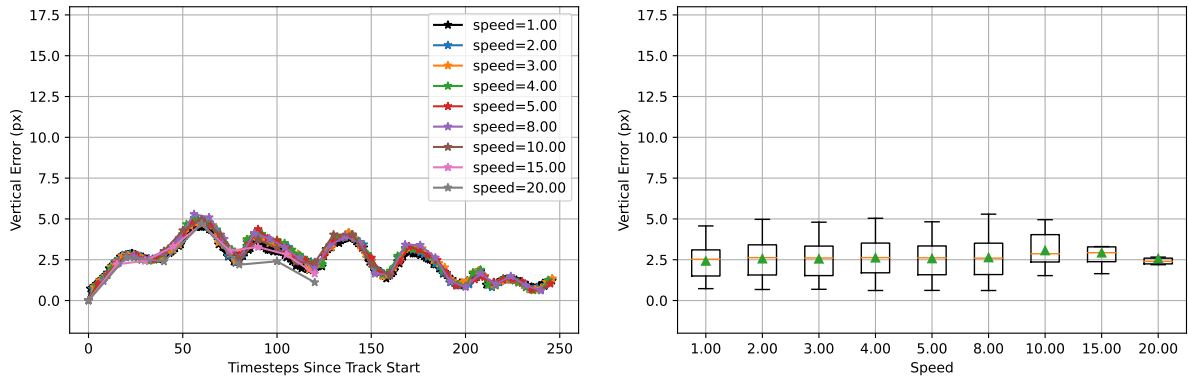 17.5
15.0
12.5
10.0
7.5
5.0
2.5
0.0
Vertical Error (px)
0
50
100
150
200
250
Timesteps Since Track Start
speed=1.00
speed=2.00
speed=3.00
speed=4.00
speed=5.00
speed=8.00
speed=10.00
speed=15.00
speed=20.00
17.5
15.0
12.5
10.0
7.5
5.0
2.5
0.0
Vertical Error (px)
1.00 2.00 3.00 4.00 5.00 8.00 10.00 15.00 20.00
Speed